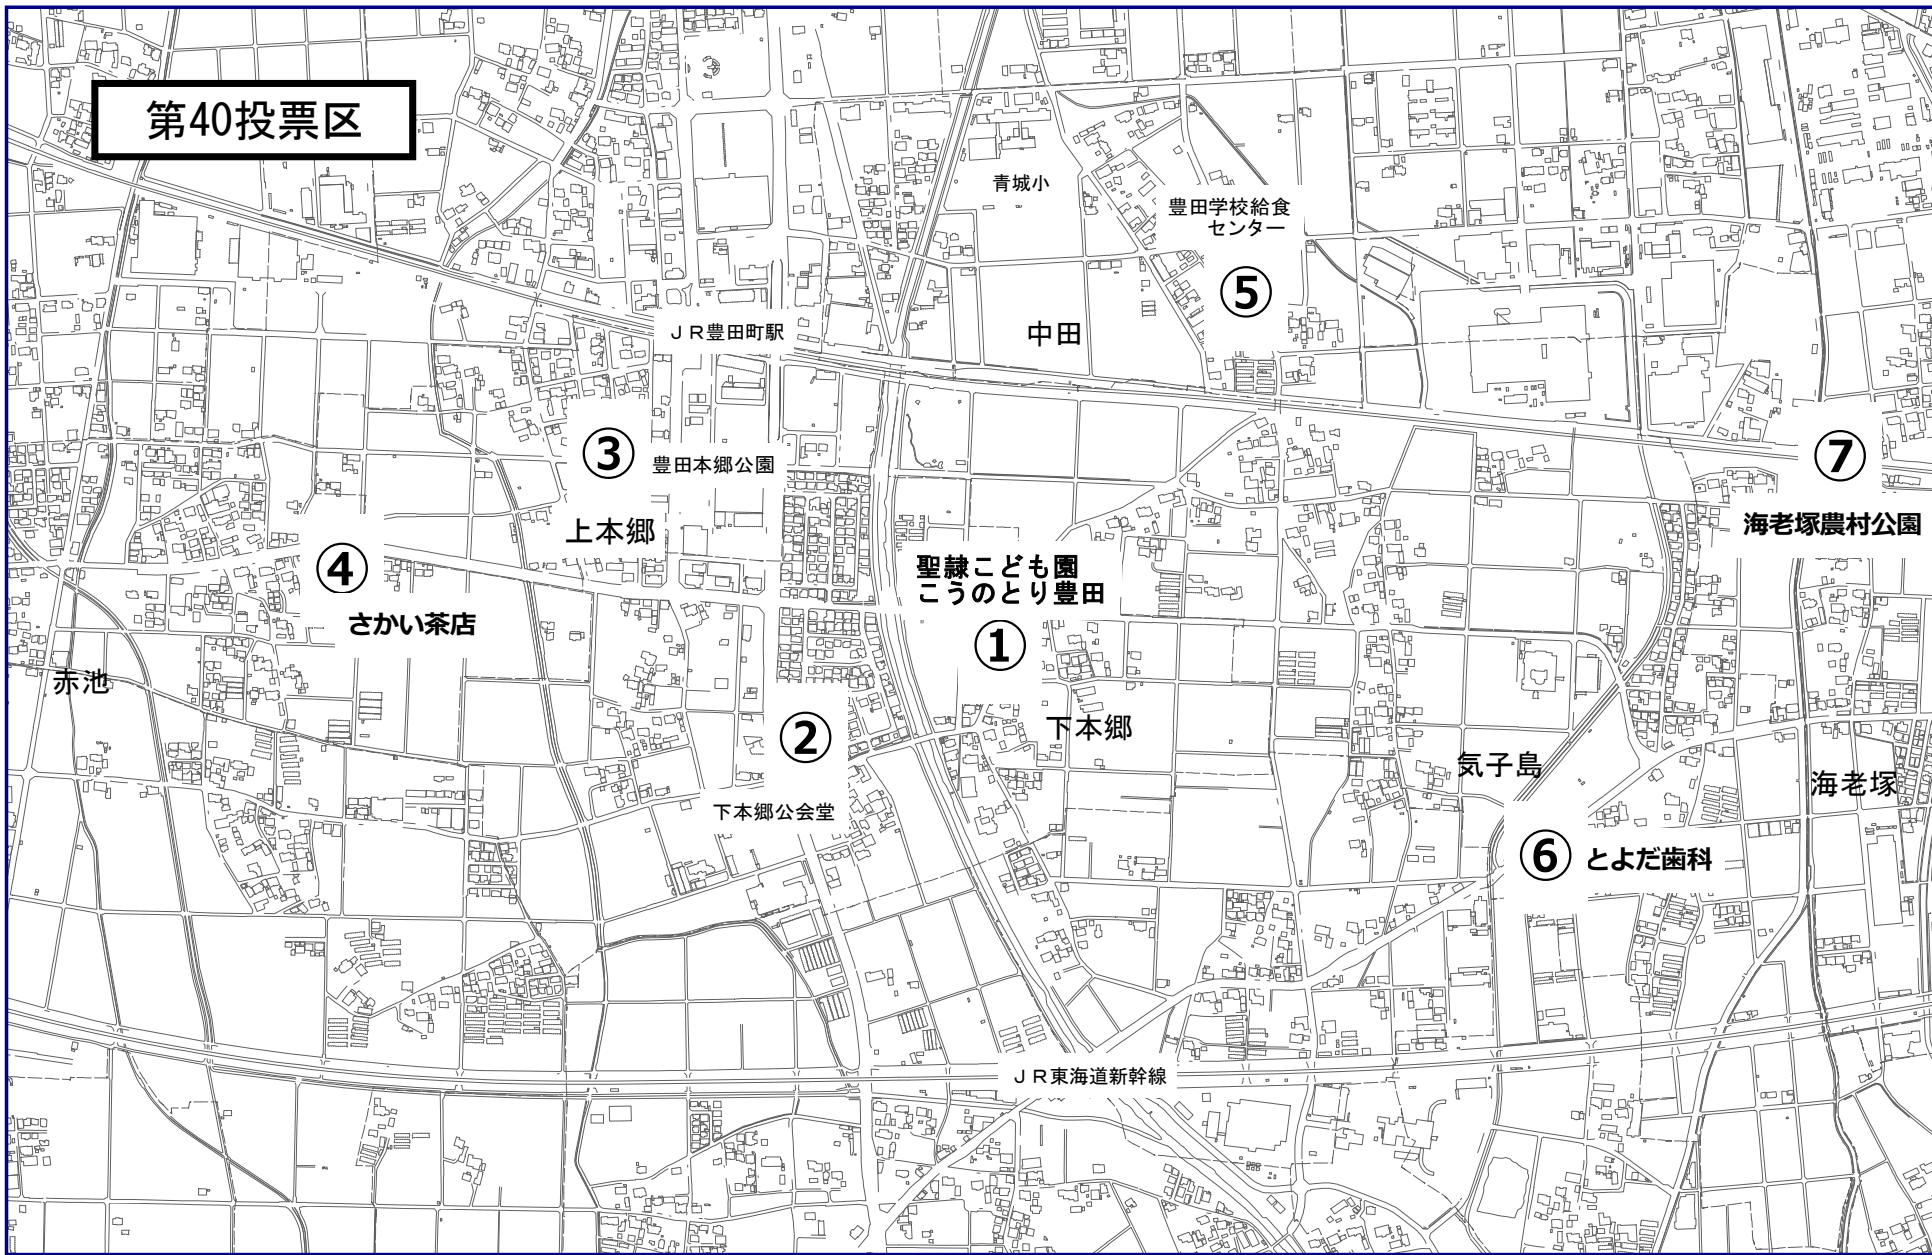 第40投票区
青城小
豊田学校給食
センター
⑤
ＪＲ豊田町駅
中田
③
豊田本郷公園
⑦
海老塚農村公園
上本郷
④
さかい茶店
聖隷こども園
こうのとり豊田
①
赤池
②
下本郷
気子島
海老塚
下本郷公会堂
⑥ とよだ歯科
ＪＲ東海道新幹線